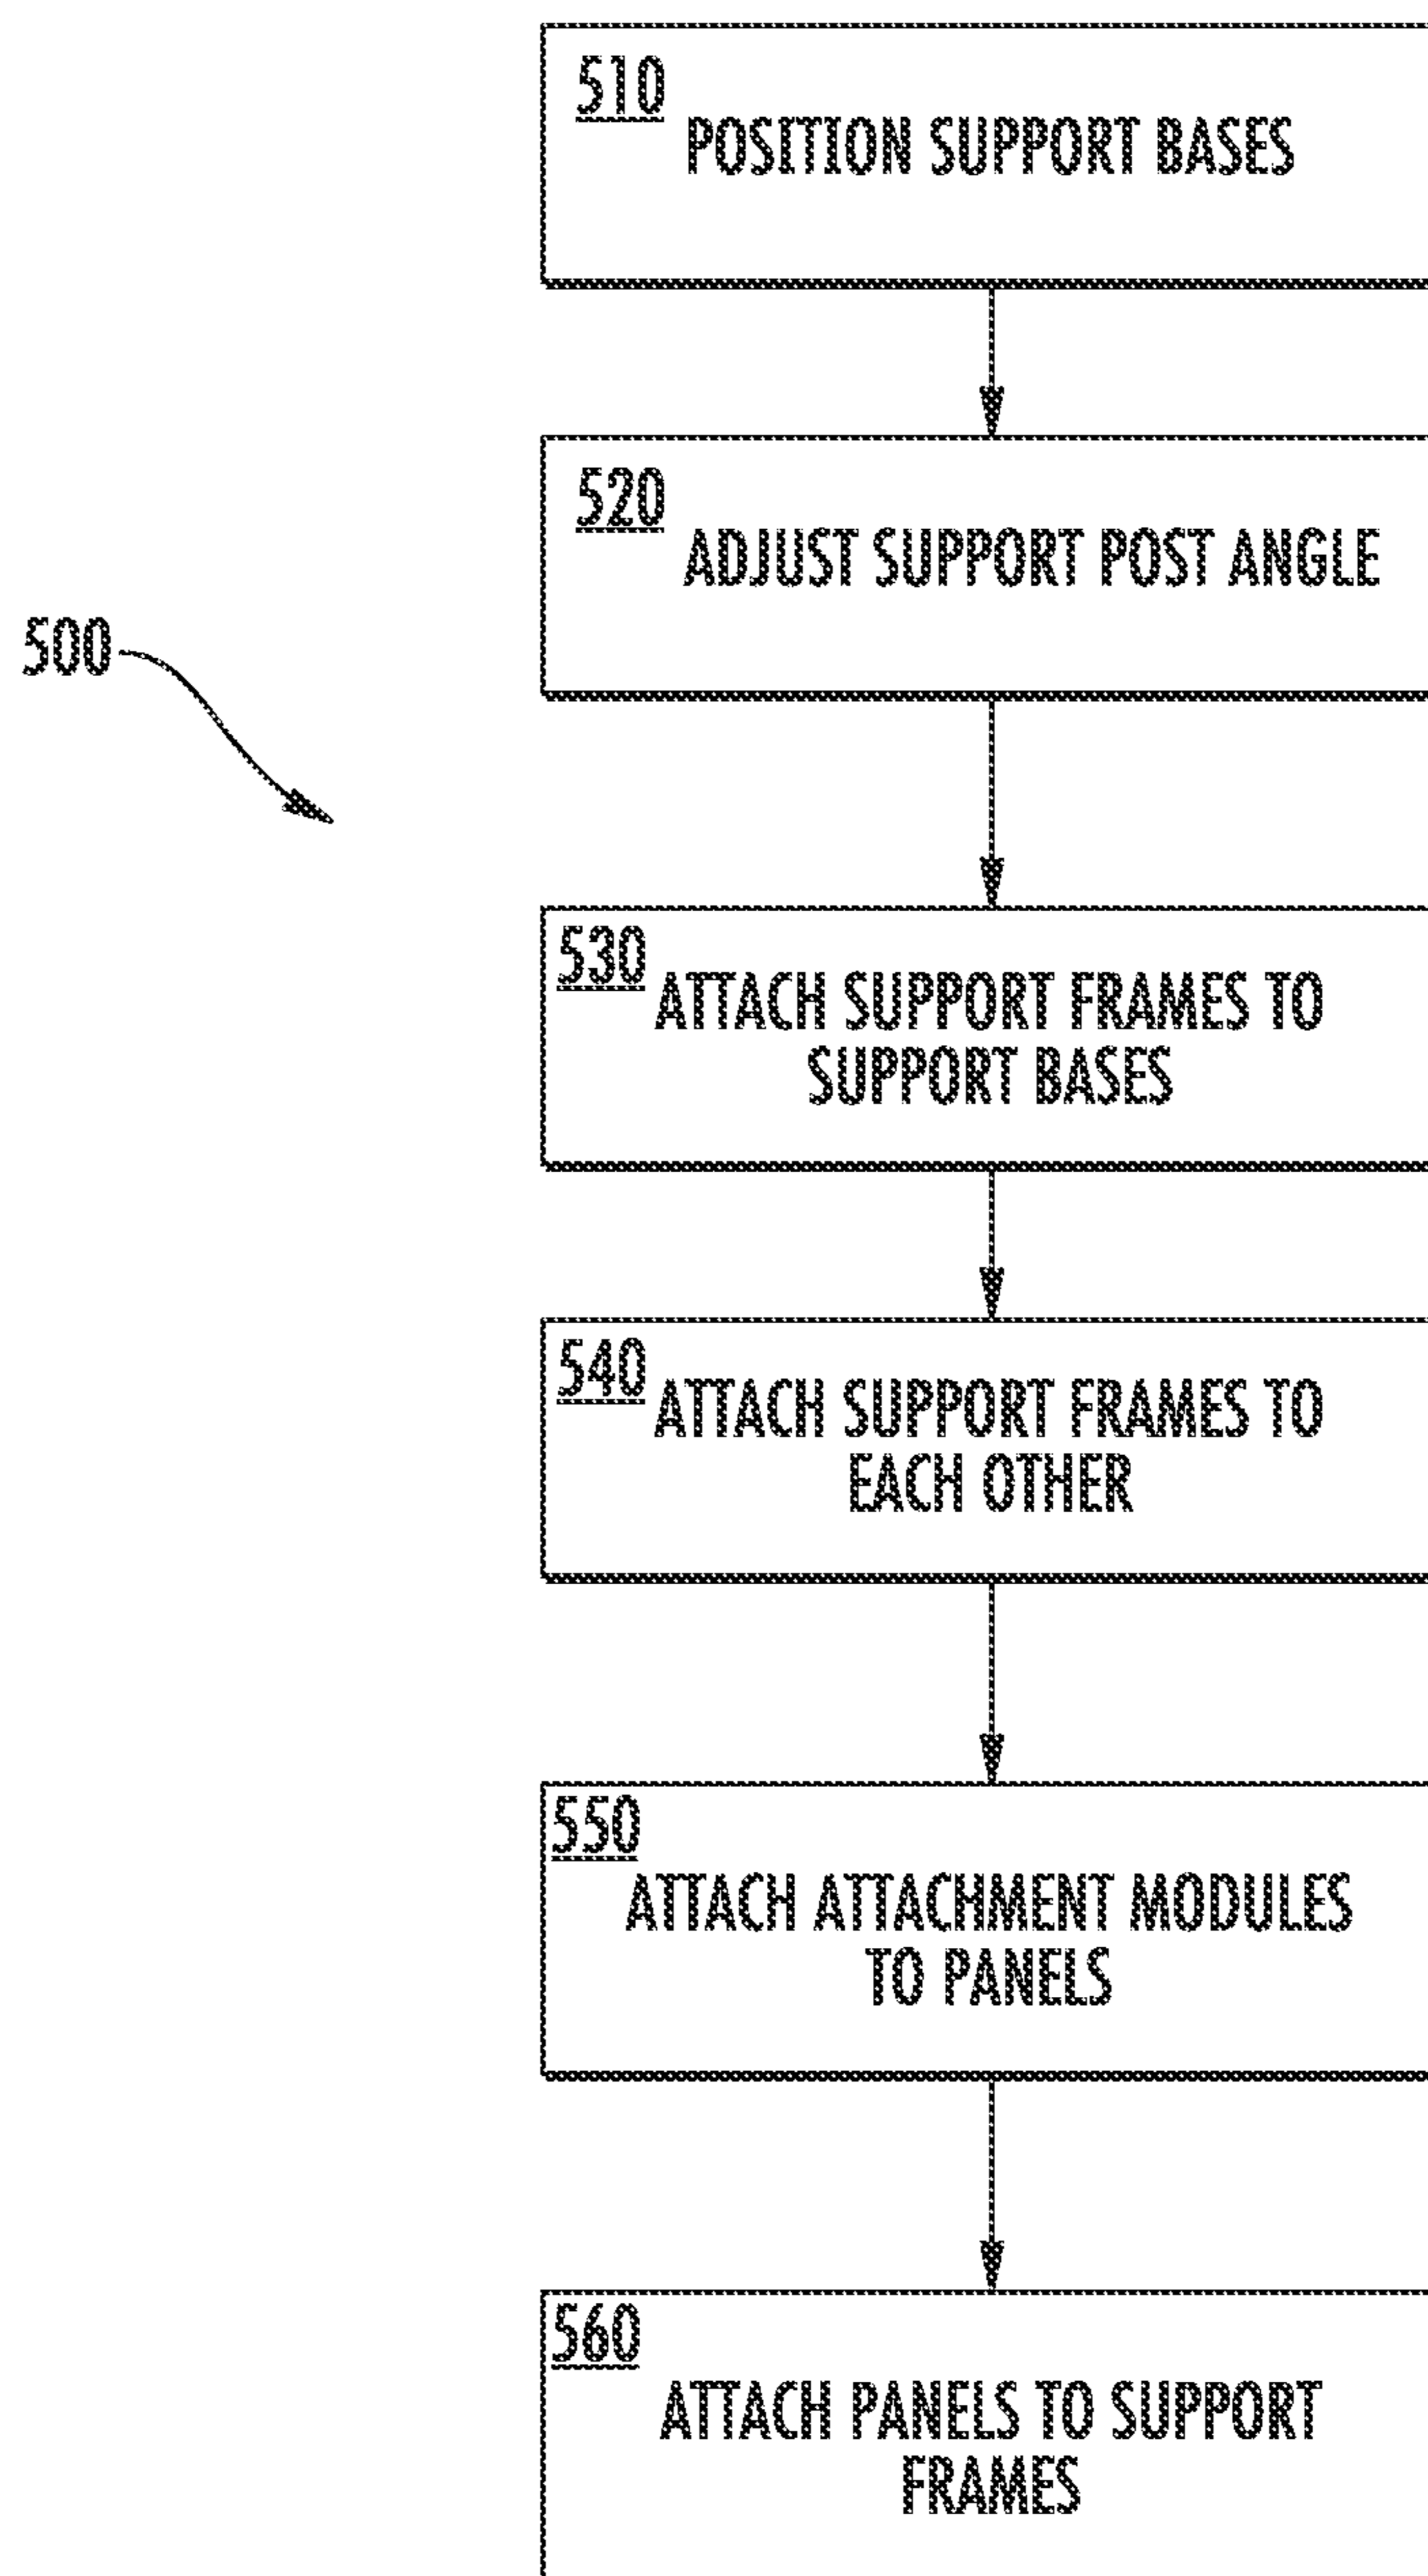 510
POSITION SUPPORT BASES
520
ADJUST SUPPORT POST ANGLE
500
530
ATTACH SUPPORT FRAMES TO
SUPPORT BASES
540
ATTACH SUPPORT FRAMES TO
EACH OTHER
550
ATTACH ATTACHMENT MODULES
TO PANELS
560
ATTACH PANELS TO SUPPORT
FRAMES